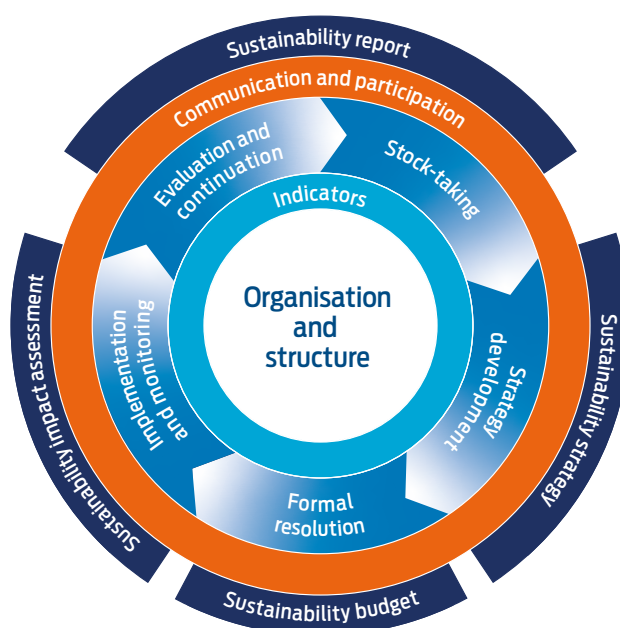 Sustainability report
Communication and participation
Evaluation and
continuation
Stock-taking
Indicators
Organisation
and
structure
Sustainability impact assessment
Implementation
and monitoring
Strategy
development
Sustainability strategy
Formal
resolution
Sustainability budget